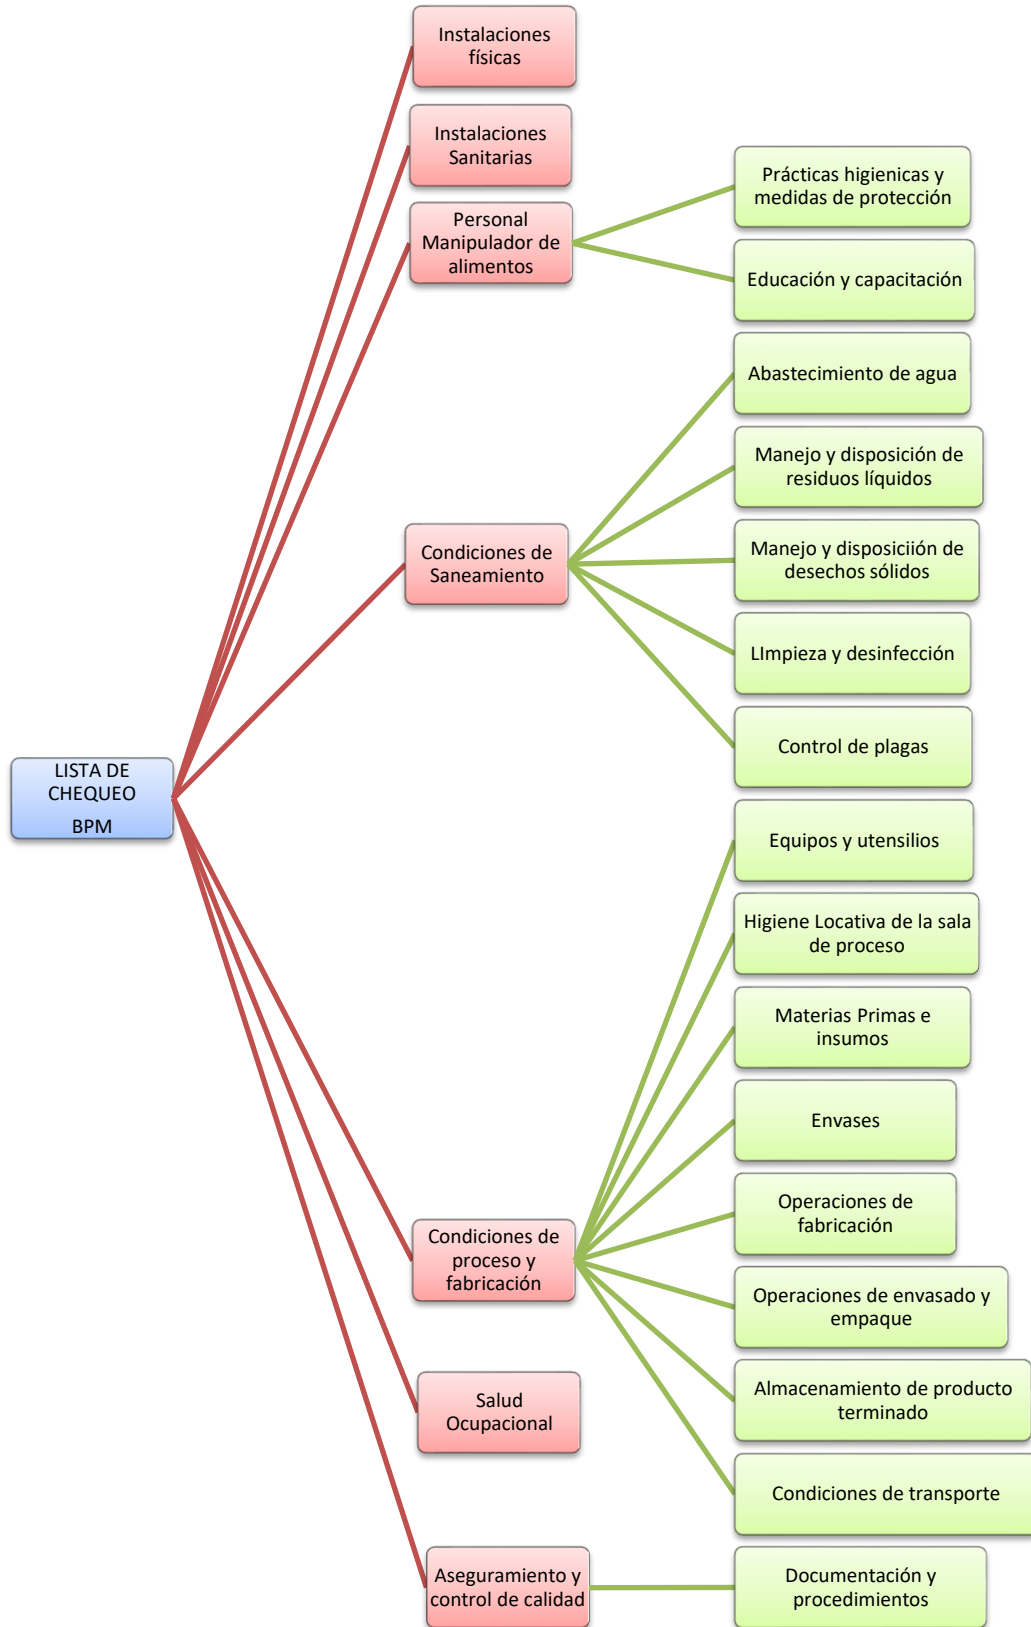 Instalaciones
físicas
Instalaciones
Sanitarias
Personal
Manipulador de
alimentos
Prácticas higienicas y
medidas de protección
Educación y capacitación
Abastecimiento de agua
Manejo y disposición de
residuos líquidos
Condiciones de
Saneamiento
Manejo y disposiciión de
desechos sólidos
LImpieza y desinfección
Control de plagas
LISTA DE
CHEQUEO
BPM
Equipos y utensilios
Higiene Locativa de la sala
de proceso
Materias Primas e
insumos
Envases
Operaciones de
fabricación
Condiciones de
proceso y
fabricación
Operaciones de envasado y
empaque
Almacenamiento de producto
terminado
Salud
Ocupacional
Condiciones de transporte
Aseguramiento y
control de calidad
Documentación y
procedimientos